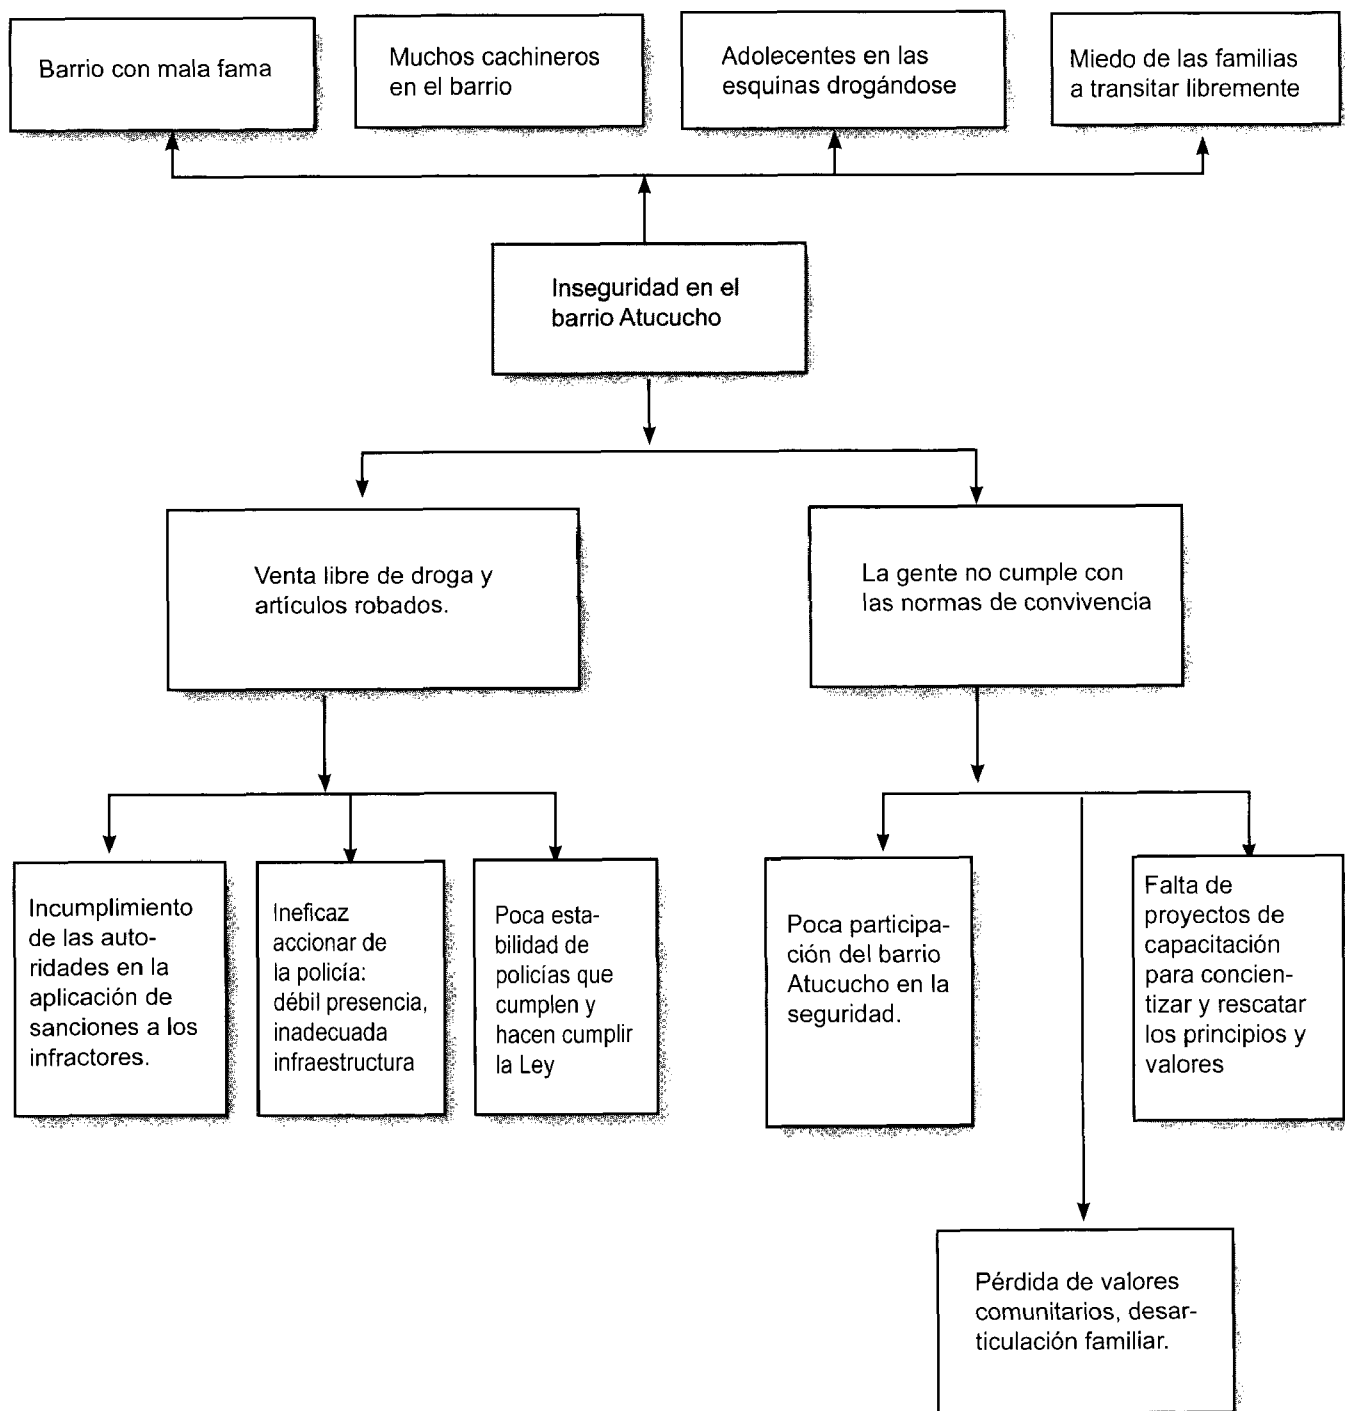 Barrio con mala fama
Muchos cachineros
en el barrio
Adolecentes en las
esquinas drogándose
Miedo de las familias
a transitar libremente
Inseguridad en el
barrio Atucucho
Venta libre de droga y
artículos robados.
La gente no cumple con
las normas de convivencia
Incumplimiento
de las auto-
ridades en la
aplicación de
sanciones a los
infractores.
Ineficaz
accionar de
la policía:
débil presencia,
inadecuada
infraestructura
Poca esta-
bilidad de
policías que
cumplen y
hacen cumplir
la Ley
Poca participa-
ción del barrio
Atucucho en la
seguridad.
Falta de
proyectos de
capacitación
para concien-
tizar y rescatar
los principios y
valores
Pérdida de valores
comunitarios, desar-
ticulación familiar.